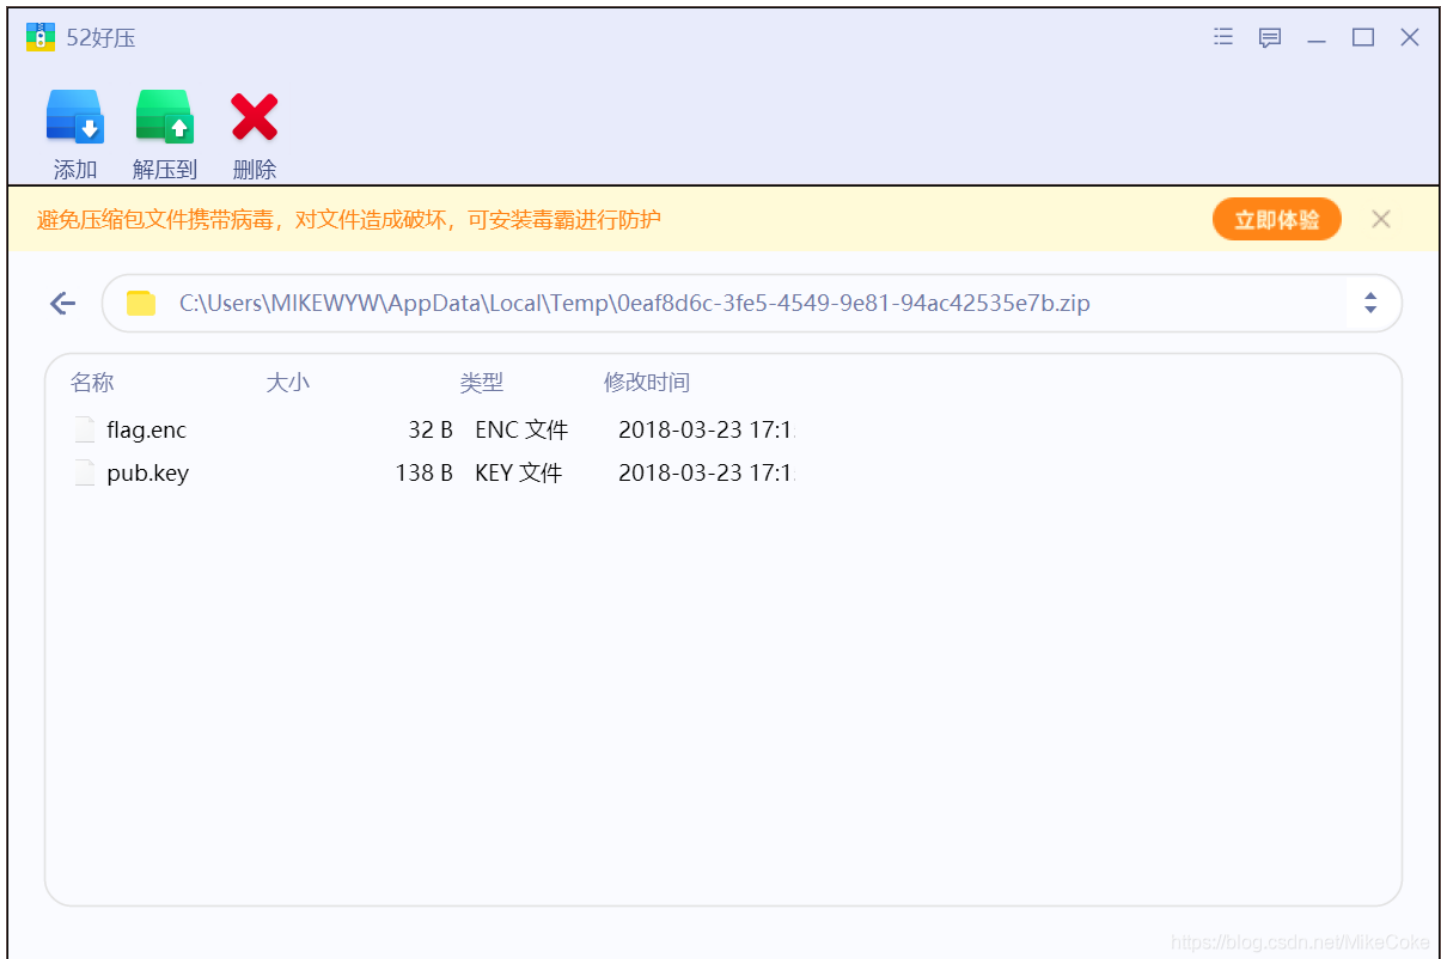 52好压
添加 解压到 删除
避免压缩包文件携带病毒，对文件造成破坏，可安装毒霸进行防护 立即体验
C:\Users\MIKEWYW\AppData\Local\Temp\0eaf8d6c-3fe5-4549-9e81-94ac42535e7b.zip
名称 大小 类型 修改时间
flag.enc 32 B ENC 文件 2018-03-23 17:1
pub.key 138 B KEY 文件 2018-03-23 17:1
https://blog.csdn.net/MikeCoke